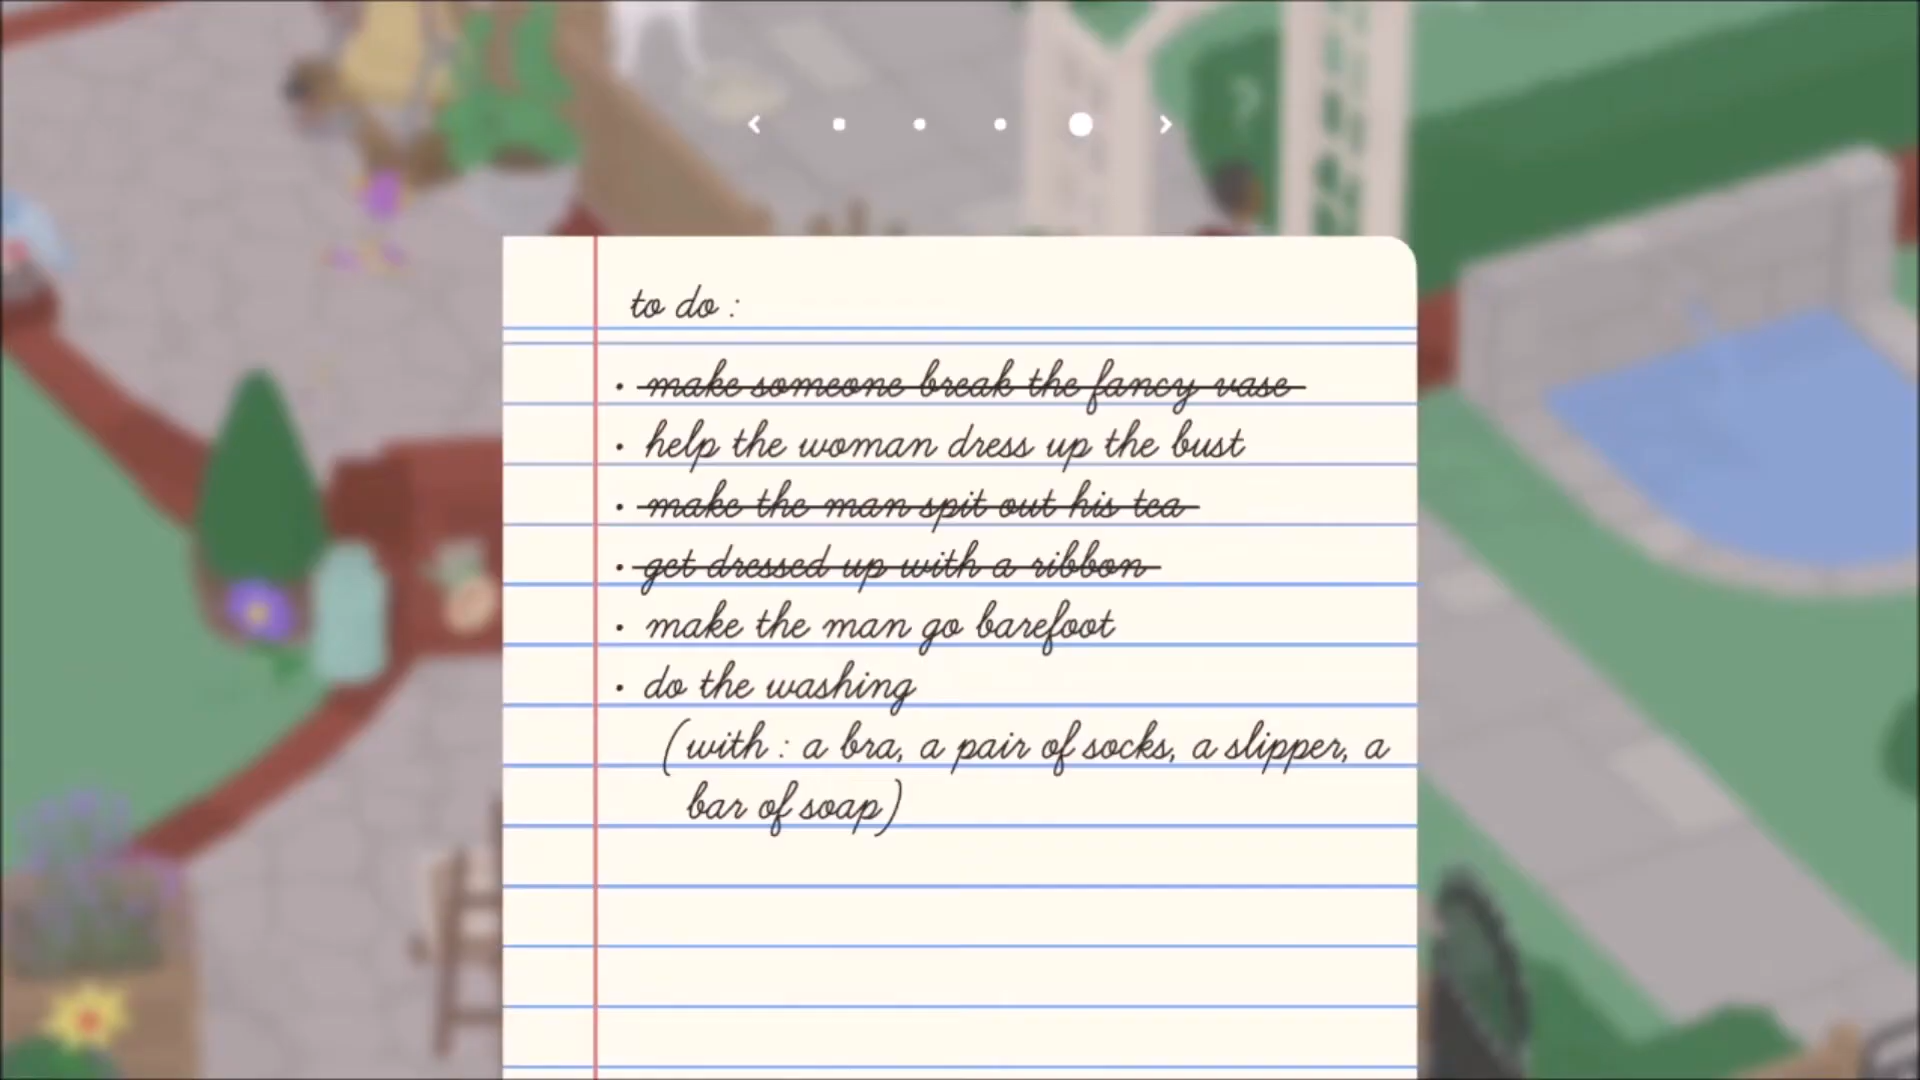 to do :
• make someone break the fancy vase
• help the woman dress up the bust
• make the man spit out his tea
• get dressed up with a ribbon
• make the man go barefoot
• do the washing
(with : a bra, a pair of socks, a slipper, a
bar of soap)